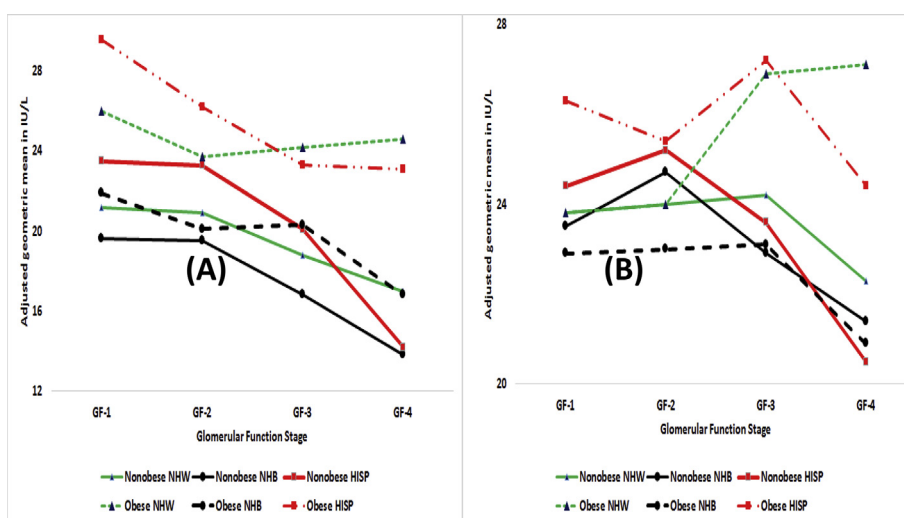 Adjusted geometric mean in IU/L
28
24
20
16
12
(A)
GF-1 GF-2 GF-3 GF-4
Glomerular Function Stage
Nonobese NHW Nonobese NHB Nonobese HISP
Obese NHW Obese NHB Obese HISP
Adjusted geometric mean in IU/L
28
24
20
(B)
GF-1 GF-2 GF-3 GF-4
Glomerular Function Stage
Nonobese NHW Nonobese NHB Nonobese HISP
Obese NHW Obese NHB Obese HISP